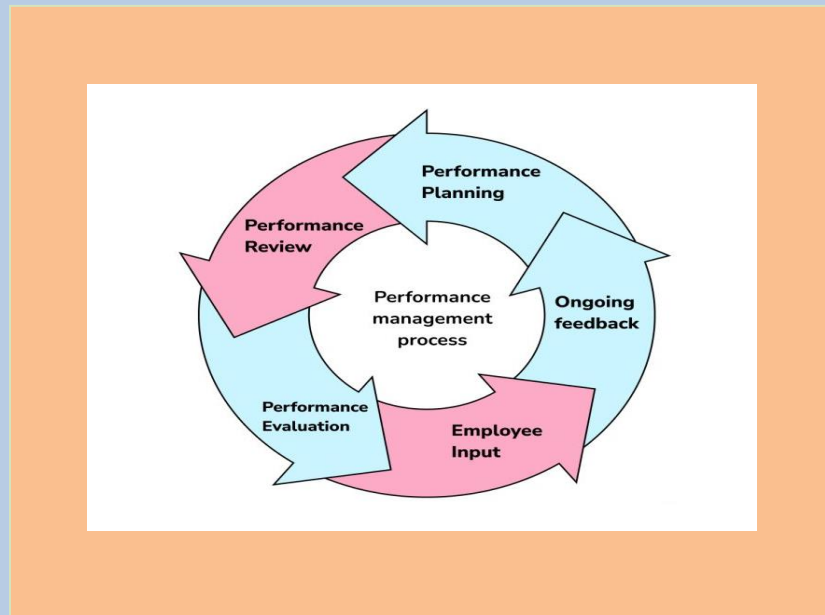 Performance
Planning
Performance
Review
Performance
management
process
Ongoing
feedback
Performance
Evaluation
Employee
Input